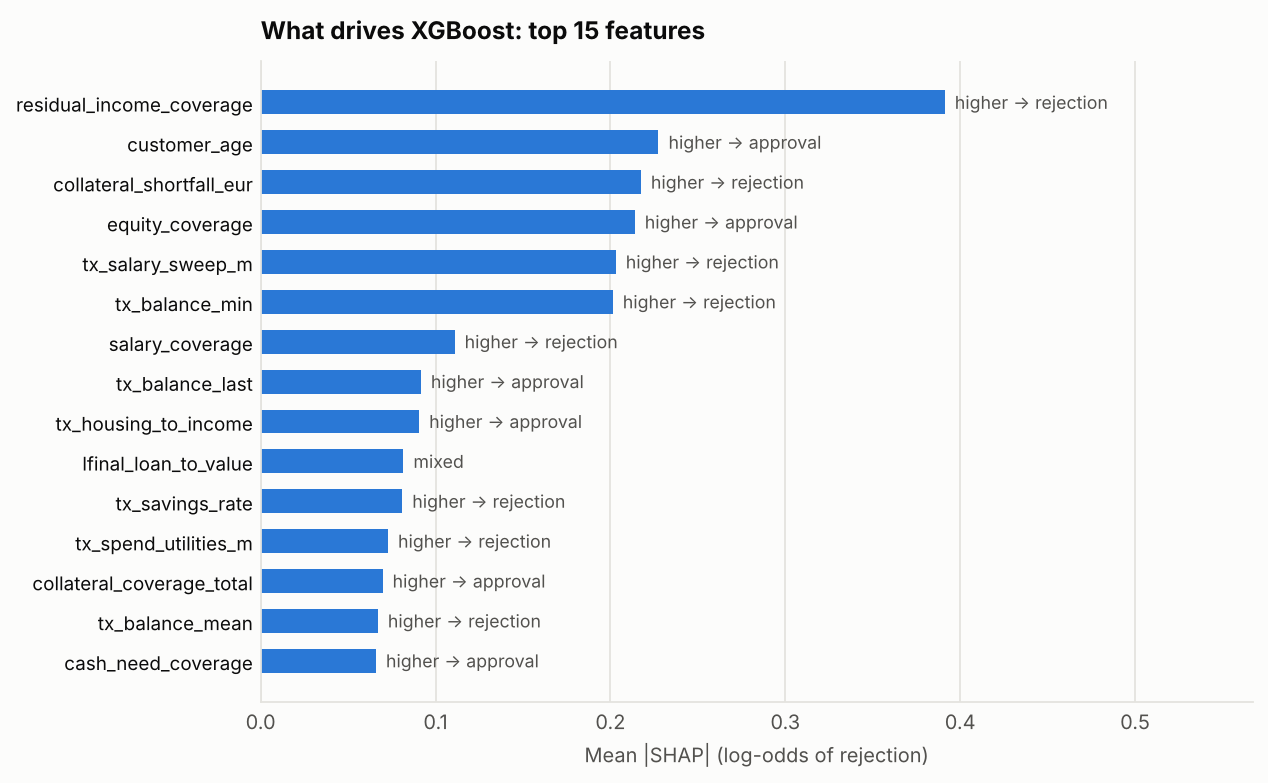 What drives XGBoost: top 15 features
residual_income_coverage higher → rejection
customer_age higher → approval
collateral_shortfall_eur higher → rejection
equity_coverage higher → approval
tx_salary_sweep_m higher → rejection
tx_balance_min higher → rejection
salary_coverage higher → rejection
tx_balance_last higher → approval
tx_housing_to_income higher → approval
lfinal_loan_to_value mixed
tx_savings_rate higher → rejection
tx_spend_utilities_m higher → rejection
collateral_coverage_total higher → approval
tx_balance_mean higher → rejection
cash_need_coverage higher → approval
0.0 0.1 0.2 0.3 0.4 0.5
Mean |SHAP| (log-odds of rejection)